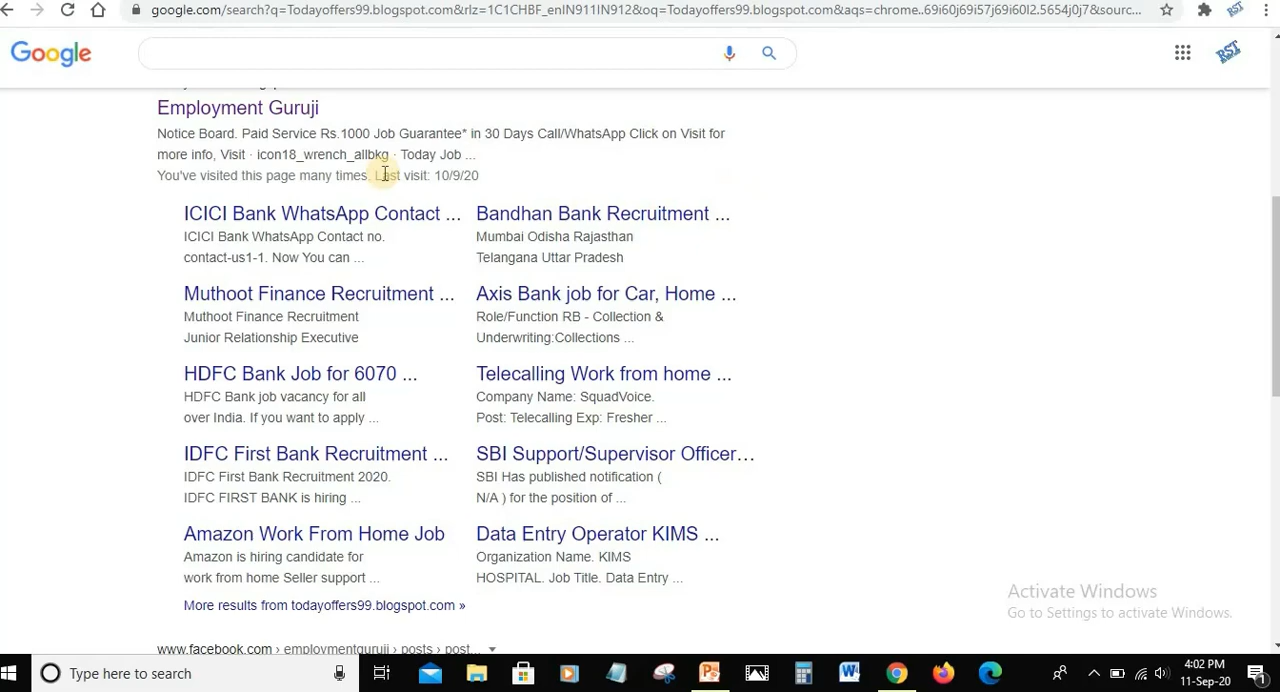 google.com/search?q=Todayoffers99.blogspot.com&rlz=1C1CHBF_enIN911IN912&oq=Todayoffers99.blogspot.com&aqs=chrome..69i60j69i57j69i60l2.5654j0j7&sourc...
Google
RST
Employment Guruji
Notice Board. Paid Service Rs.1000 Job Guarantee* in 30 Days Call/WhatsApp Click on Visit for
more info, Visit · icon18_wrench_allbkg · Today Job ...
You've visited this page many times. Last visit: 10/9/20
ICICI Bank WhatsApp Contact ...
ICICI Bank WhatsApp Contact no.
contact-us1-1. Now You can ...
Bandhan Bank Recruitment ...
Mumbai Odisha Rajasthan
Telangana Uttar Pradesh
Muthoot Finance Recruitment ...
Muthoot Finance Recruitment
Junior Relationship Executive
Axis Bank job for Car, Home ...
Role/Function RB - Collection &
Underwriting:Collections ...
HDFC Bank Job for 6070 ...
HDFC Bank job vacancy for all
over India. If you want to apply ...
Telecalling Work from home ...
Company Name: SquadVoice.
Post: Telecalling Exp: Fresher ...
IDFC First Bank Recruitment ...
IDFC First Bank Recruitment 2020.
IDFC FIRST BANK is hiring ...
SBI Support/Supervisor Officer...
SBI Has published notification (
N/A ) for the position of ...
Amazon Work From Home Job
Amazon is hiring candidate for
work from home Seller support ...
Data Entry Operator KIMS ...
Organization Name. KIMS
HOSPITAL. Job Title. Data Entry ...
More results from todayoffers99.blogspot.com »
www.facebook.com › employmentguruji › posts › post...
Activate Windows
Go to Settings to activate Windows.
Type here to search
4:02 PM
11-Sep-20
1